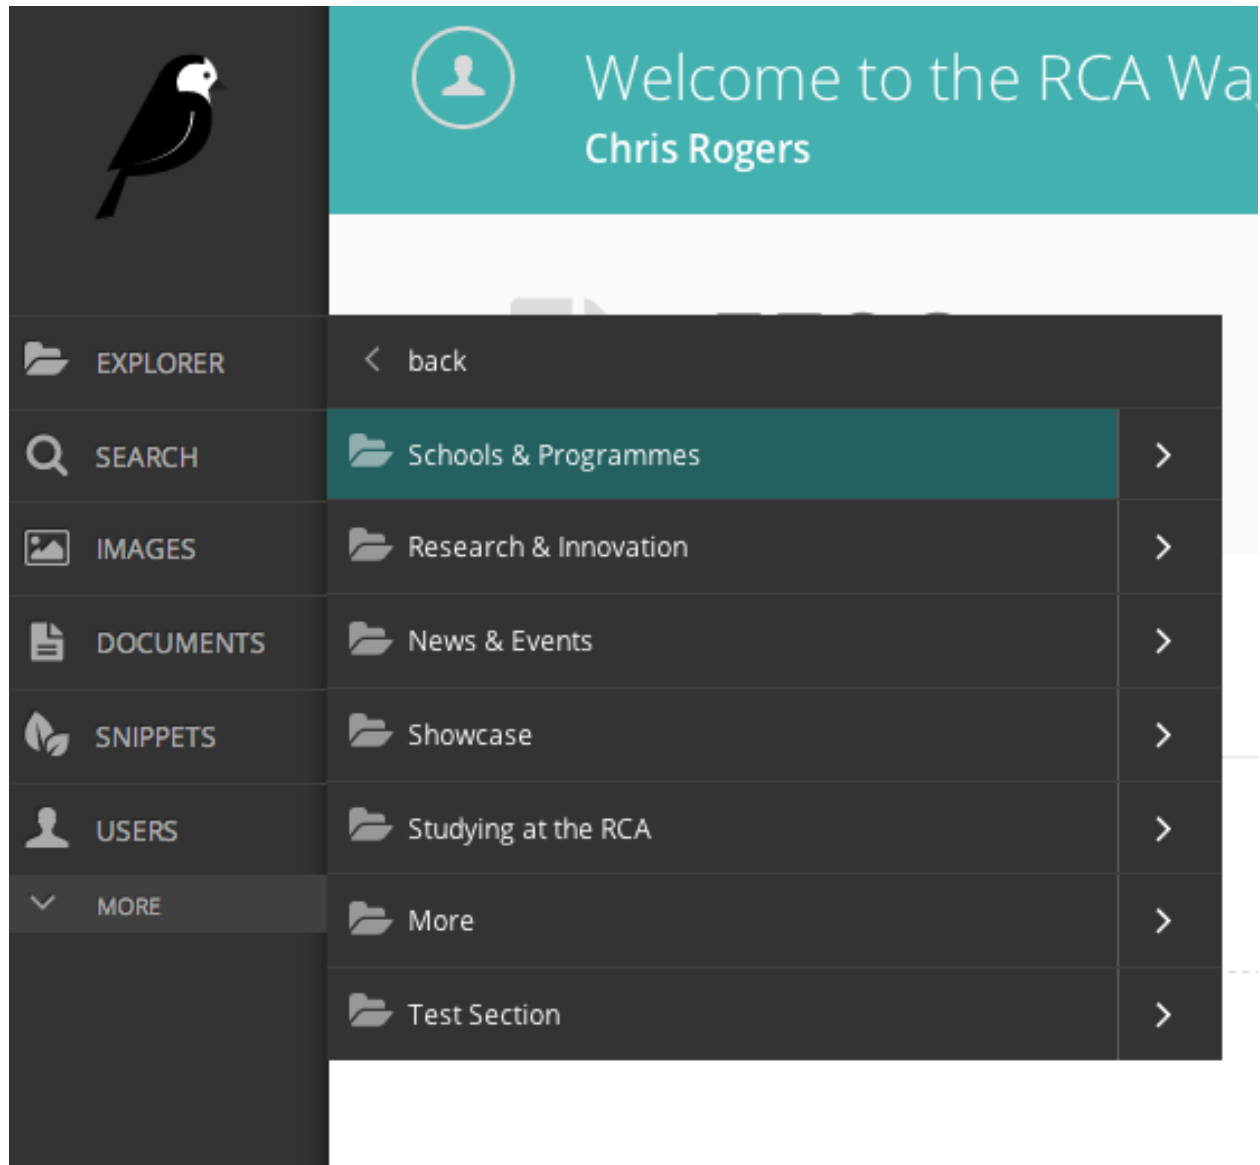 Welcome to the RCA Wa
Chris Rogers
EXPLORER
SEARCH
IMAGES
DOCUMENTS
SNIPPETS
USERS
MORE
back
Schools & Programmes
Research & Innovation
News & Events
Showcase
Studying at the RCA
More
Test Section